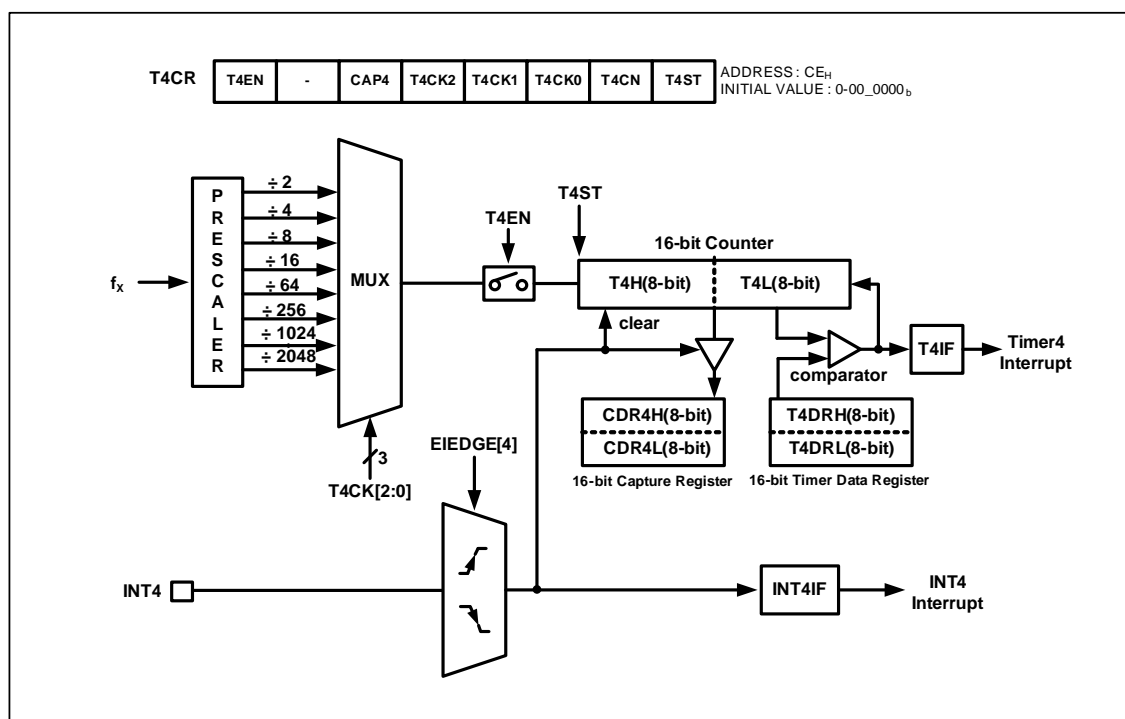 T4CR T4EN - CAP4 T4CK2 T4CK1 T4CK0 T4CN T4ST
ADDRESS : CEH
INITIAL VALUE : 0-00_0000b
PRESCALER
÷ 2
÷ 4
÷ 8
÷ 16
÷ 64
÷ 256
÷ 1024
÷ 2048
fX
MUX
3
T4CK[2:0]
T4EN
T4ST
16-bit Counter
T4H(8-bit) T4L(8-bit)
clear
comparator
T4IF
Timer4
Interrupt
CDR4H(8-bit)
CDR4L(8-bit)
16-bit Capture Register
T4DRH(8-bit)
T4DRL(8-bit)
16-bit Timer Data Register
EIEDGE[4]
INT4
INT4IF
INT4
Interrupt